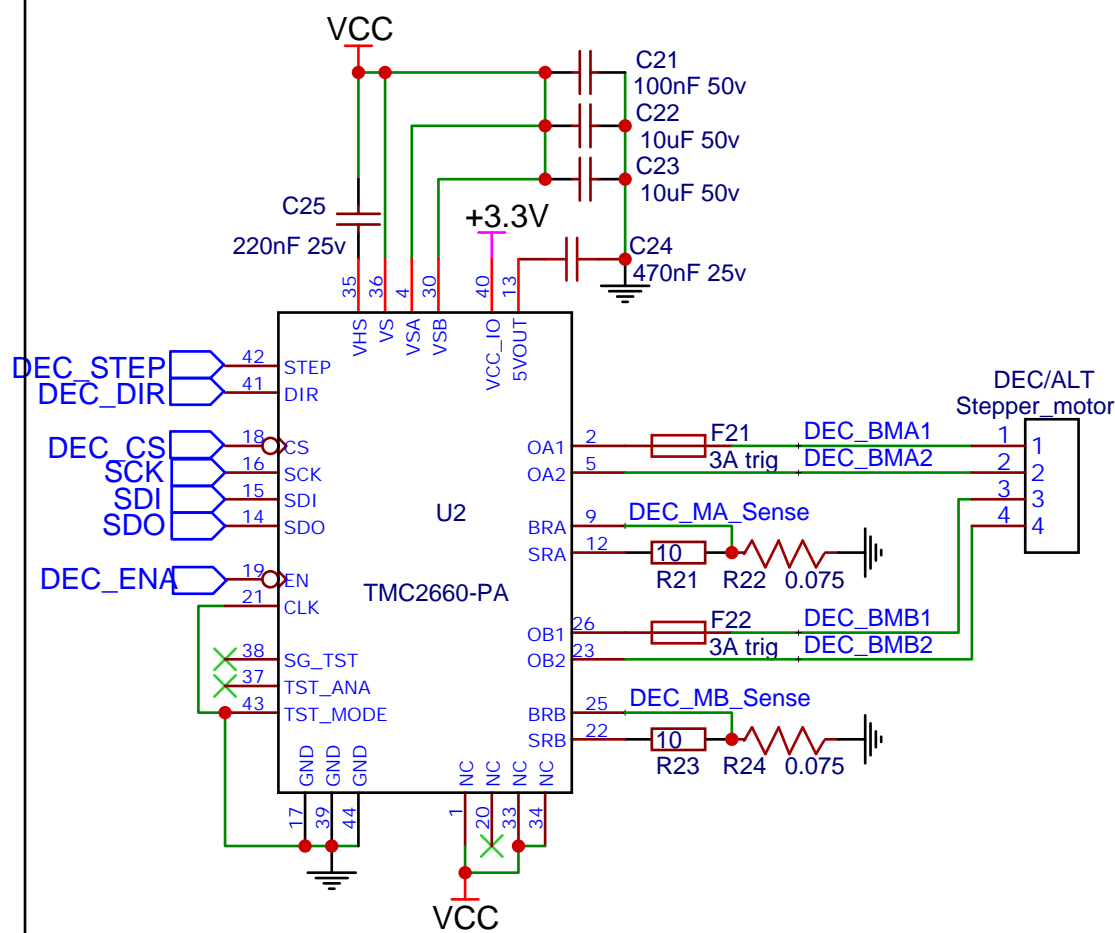 VCC
C21
100nF 50v
C22
10uF 50v
C23
10uF 50v
C25
220nF 25v
+3.3V
C24
470nF 25v
35
36
4
30
40
13
VHS
VS
VSA
VSB
VCC_IO
5VOUT
DEC_STEP 42 STEP
DEC_DIR 41 DIR
DEC_CS 18 CS
SCK 16 SCK
SDI 15 SDI
SDO 14 SDO
DEC_ENA 19 EN
21 CLK
38 SG_TST
37 TST_ANA
43 TST_MODE
U2
TMC2660-PA
DEC/ALT
Stepper_motor
OA1 2 F21 DEC_BMA1 1 1
3A trig
OA2 5 DEC_BMA2 2 2
3 3
4 4
DEC_MA_Sense
BRA 9
SRA 12 10
R21 R22 0.075
OB1 26 F22 DEC_BMB1
3A trig
OB2 23 DEC_BMB2
DEC_MB_Sense
BRB 25
SRB 22 10
R23 R24 0.075
GND
GND
GND
NC
NC
NC
NC
17
39
44
1
20
33
34
VCC